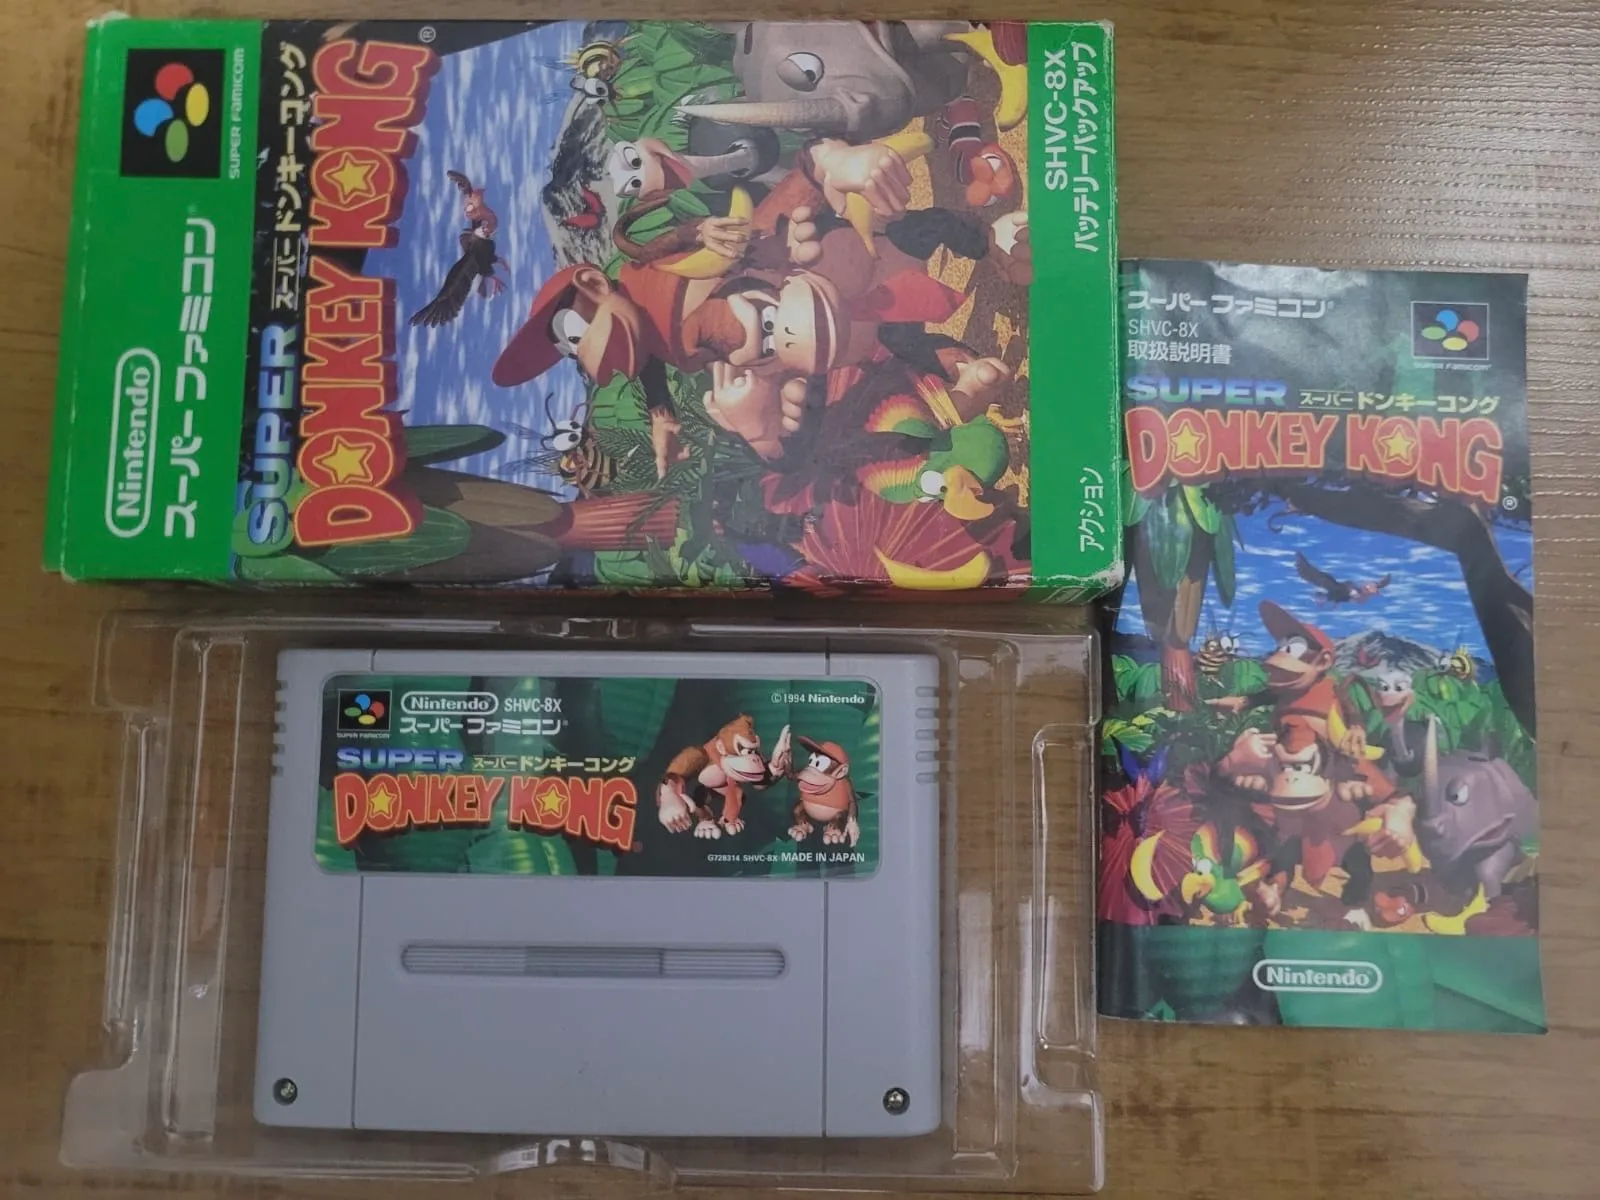 Nintendo
スーパーファミコン
SUPER FAMICOM
SUPER
スーパードンキーコング
DONKEY KONG®
SHVC-8X
バッテリーバックアップ
アクション
スーパーファミコン
SHVC-8X
取扱説明書
SUPER FAMICOM
SUPER スーパードンキーコング
DONKEY KONG®
Nintendo
SUPER FAMICOM
Nintendo SHVC-8X
スーパーファミコン
©1994 Nintendo
SUPER スーパードンキーコング
DONKEY KONG
G728314 SHVC-8X MADE IN JAPAN